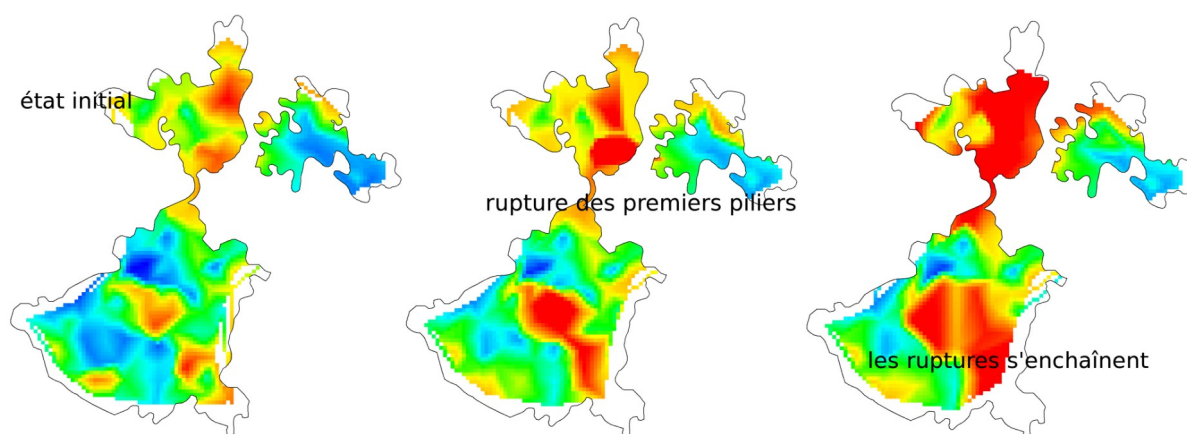 état initial
rupture des premiers piliers
les ruptures s'enchaînent